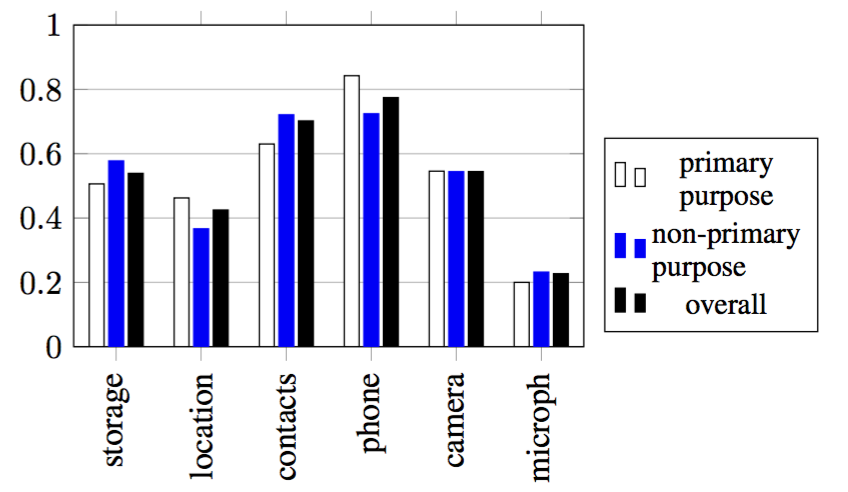 1
0.8
0.6
0.4
0.2
0
storage
location
contacts
phone
camera
microph
primary
purpose
non-primary
purpose
overall